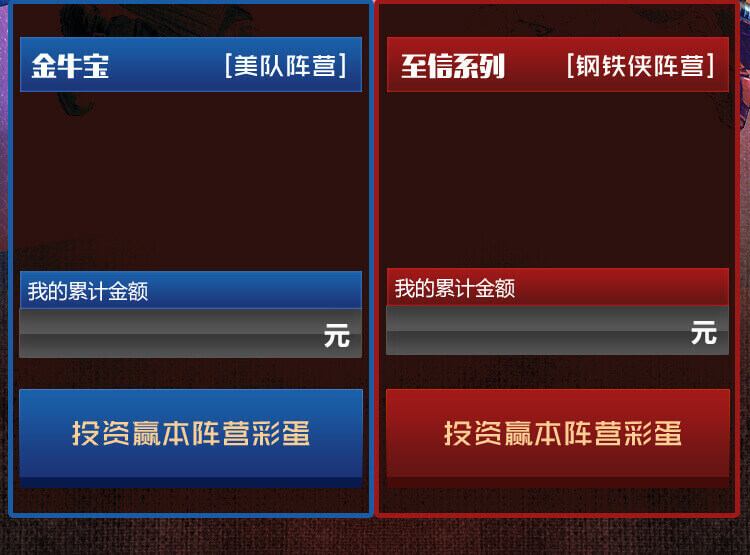 金牛宝 [美队阵营]
我的累计金额
元
投资赢本阵营彩蛋
至信系列 [钢铁侠阵营]
我的累计金额
元
投资赢本阵营彩蛋